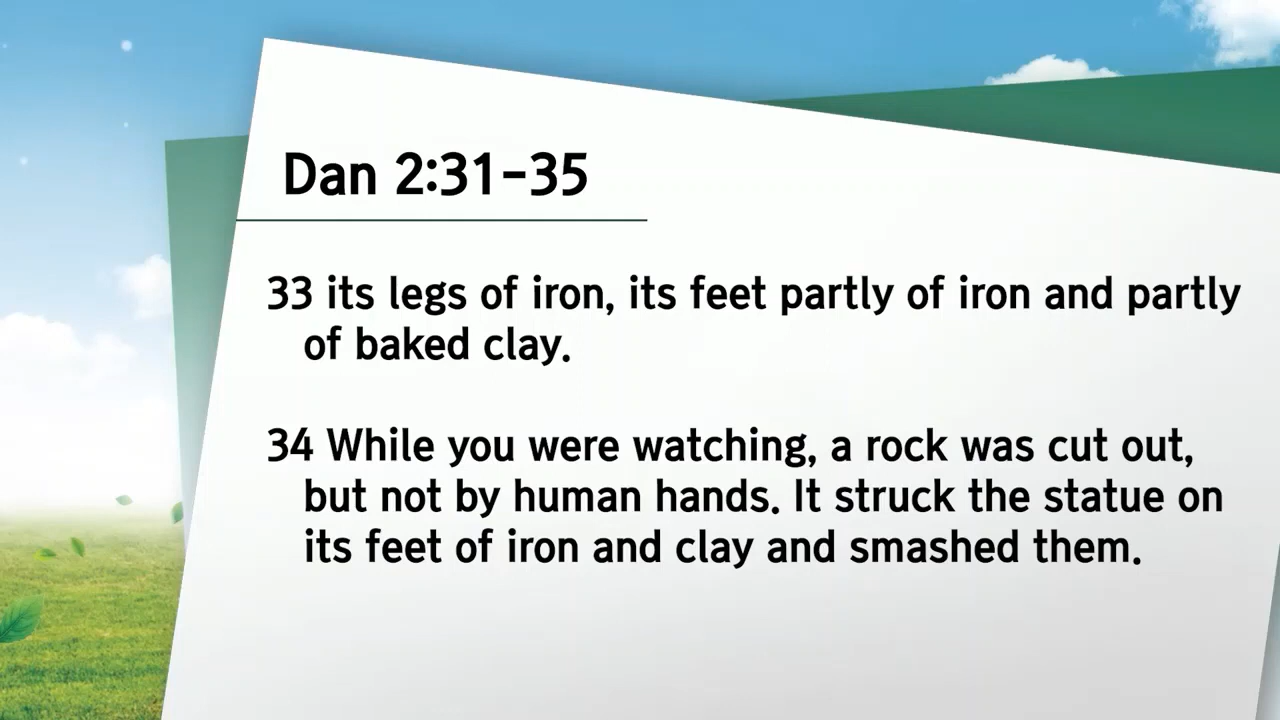 Dan 2:31-35
33 its legs of iron, its feet partly of iron and partly
of baked clay.
34 While you were watching, a rock was cut out,
but not by human hands. It struck the statue on
its feet of iron and clay and smashed them.